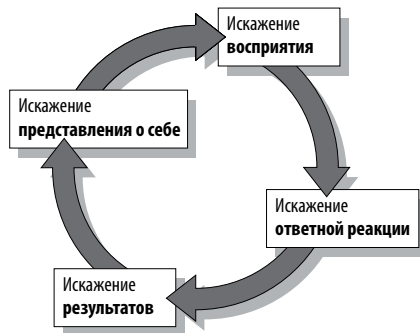 Искажение
восприятия
Искажение
ответной реакции
Искажение
результатов
Искажение
представления о себе